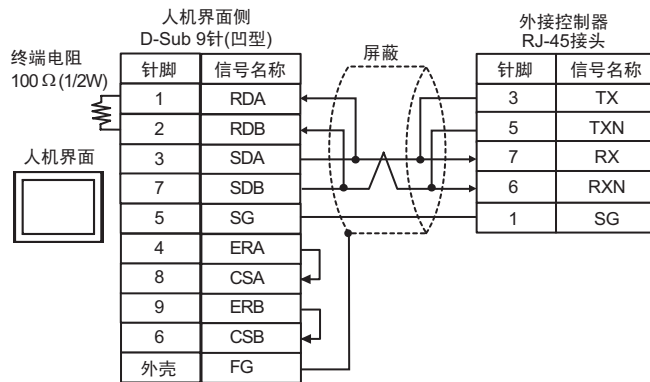 人机界面侧
D-Sub 9针(凹型)
外接控制器
RJ-45接头
屏蔽
终端电阻
100 Ω (1/2W)
人机界面
针脚 信号名称
1 RDA
2 RDB
3 SDA
7 SDB
5 SG
4 ERA
8 CSA
9 ERB
6 CSB
外壳 FG
针脚 信号名称
3 TX
5 TXN
7 RX
6 RXN
1 SG